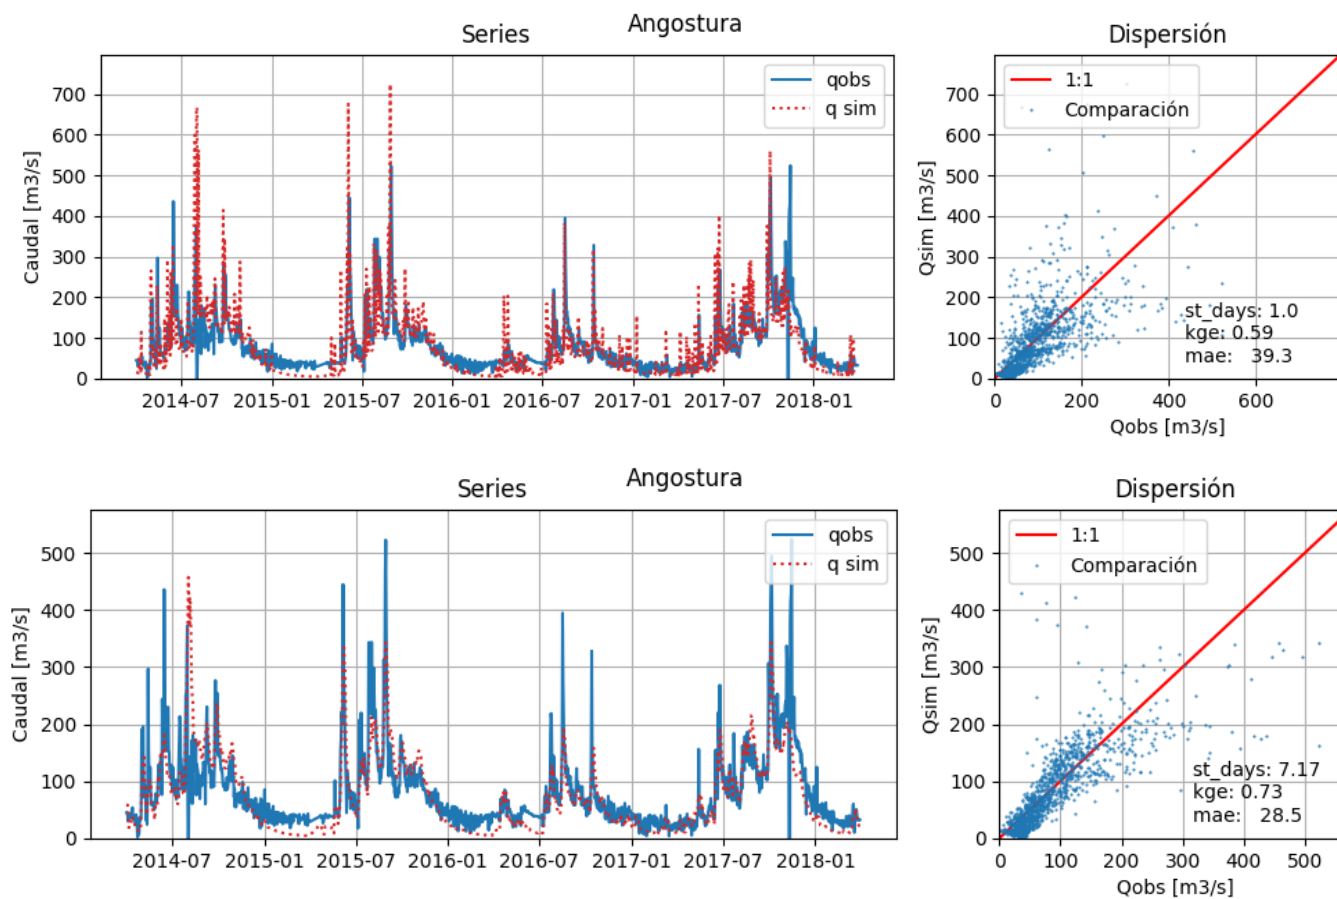 Angostura
Series
Dispersión
Caudal [m3/s]
700
600
500
400
300
200
100
0
qobs
q sim
2014-07
2015-01
2015-07
2016-01
2016-07
2017-01
2017-07
2018-01
Qsim [m3/s]
700
600
500
400
300
200
100
0
1:1
Comparación
st_days: 1.0
kge: 0.59
mae: 39.3
0
200
400
600
Qobs [m3/s]
Angostura
Series
Dispersión
Caudal [m3/s]
500
400
300
200
100
0
qobs
q sim
2014-07
2015-01
2015-07
2016-01
2016-07
2017-01
2017-07
2018-01
Qsim [m3/s]
500
400
300
200
100
0
1:1
Comparación
st_days: 7.17
kge: 0.73
mae: 28.5
0
100
200
300
400
500
Qobs [m3/s]